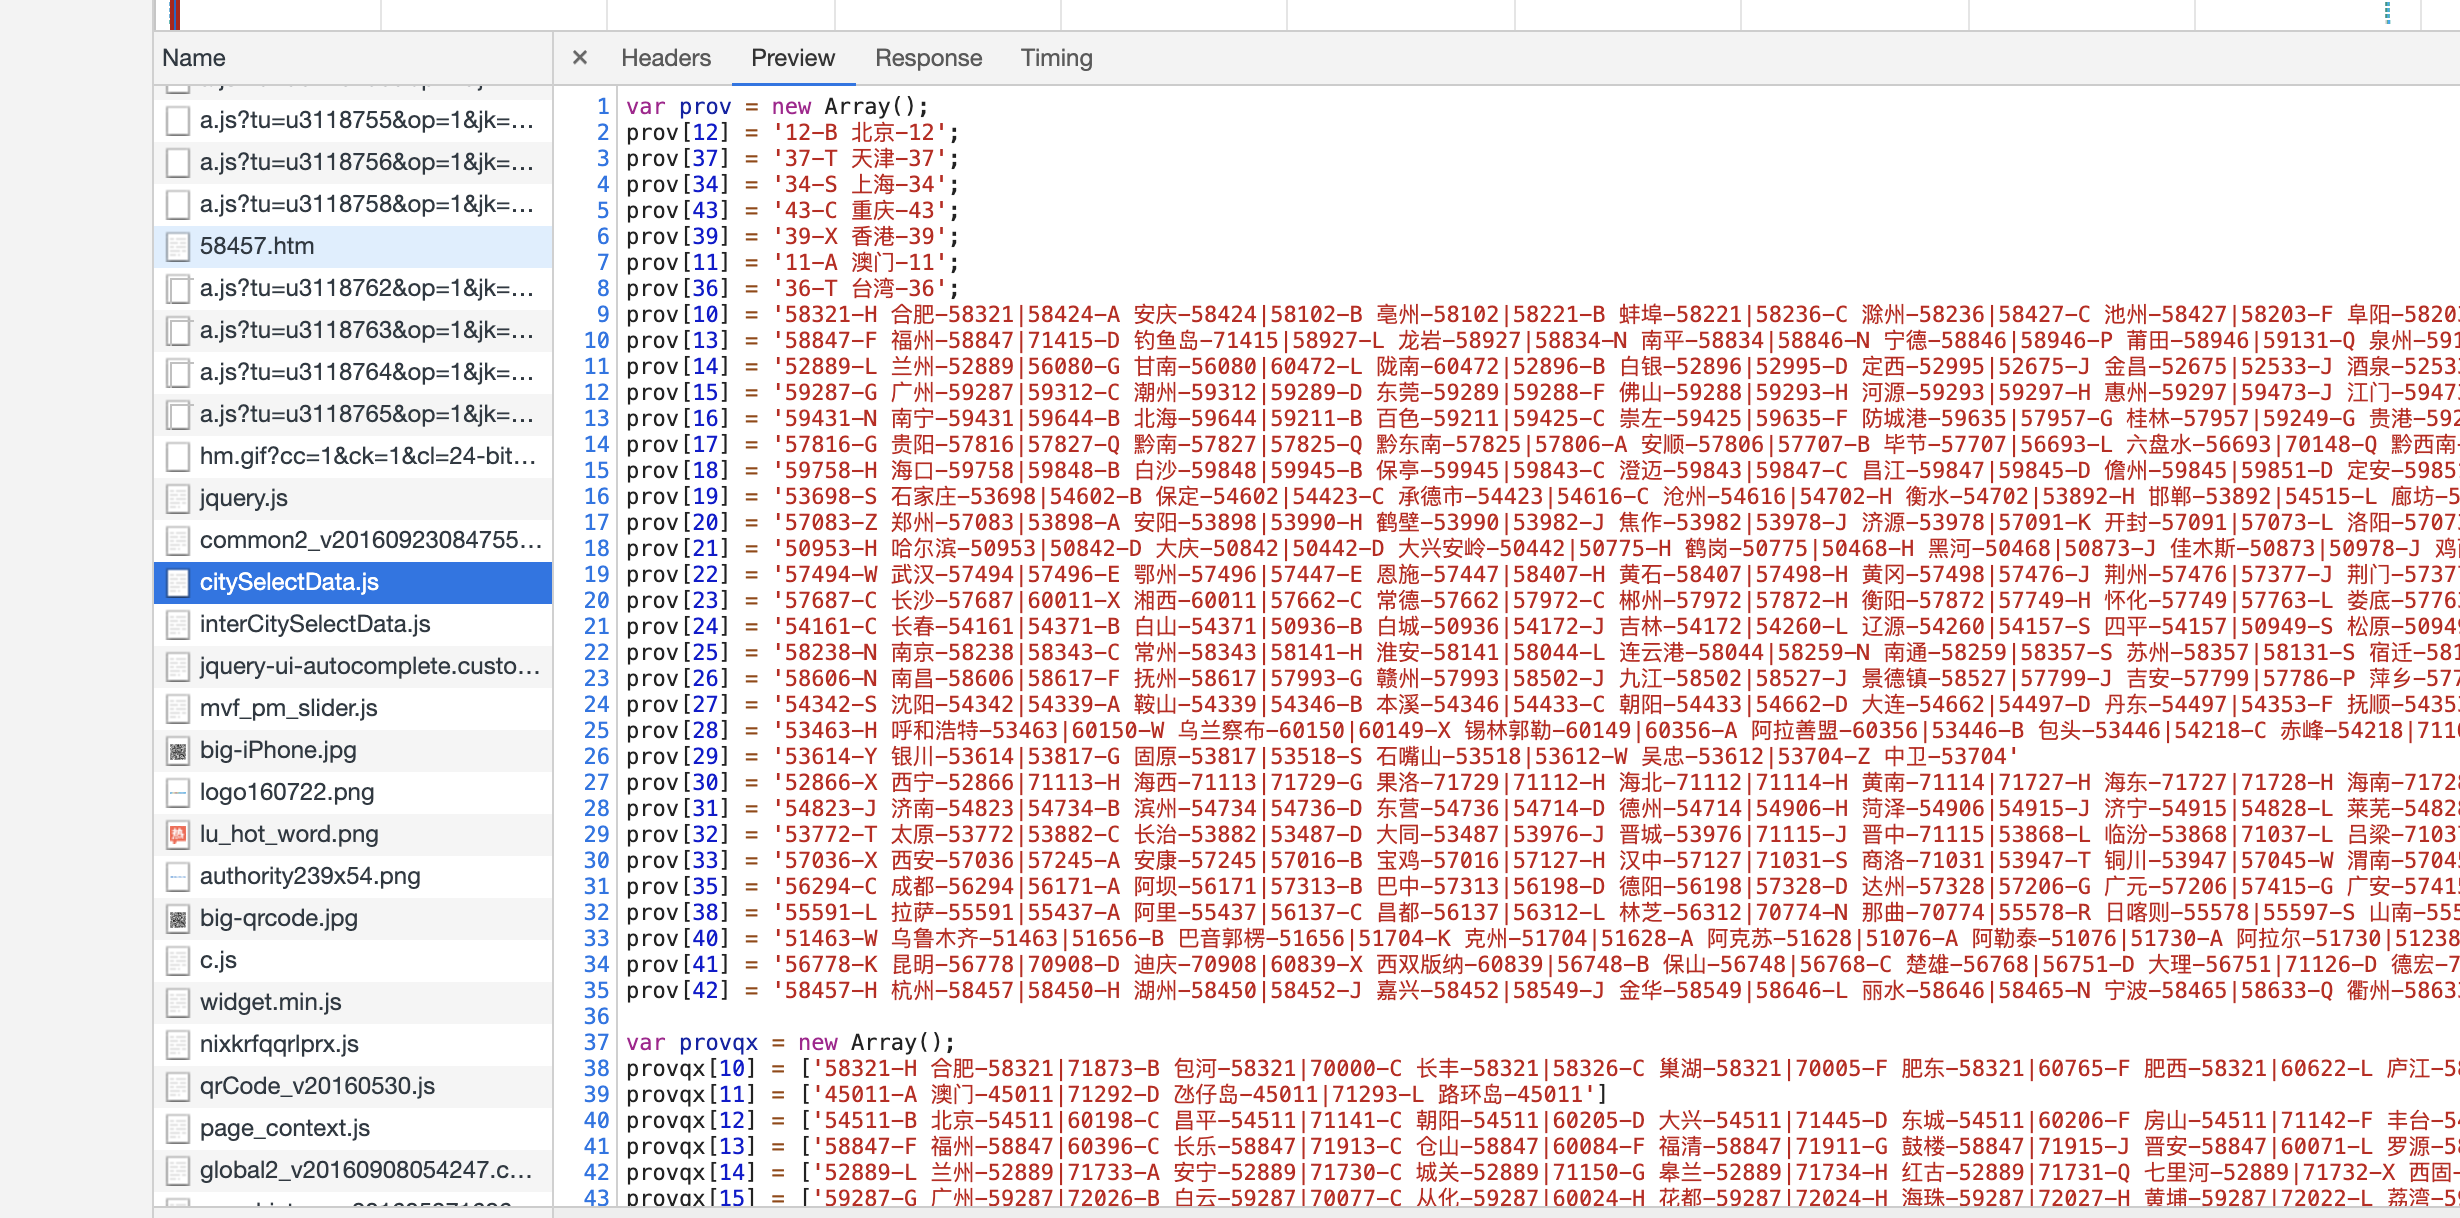 Name
× Headers Preview Response Timing
a.js?tu=u3118755&op=1&jk=...
a.js?tu=u3118756&op=1&jk=...
a.js?tu=u3118758&op=1&jk=...
58457.htm
a.js?tu=u3118762&op=1&jk=...
a.js?tu=u3118763&op=1&jk=...
a.js?tu=u3118764&op=1&jk=...
a.js?tu=u3118765&op=1&jk=...
hm.gif?cc=1&ck=1&cl=24-bit...
jquery.js
common2_v20160923084755...
citySelectData.js
interCitySelectData.js
jquery-ui-autocomplete.custo...
mvf_pm_slider.js
big-iPhone.jpg
logo160722.png
lu_hot_word.png
authority239x54.png
big-qrcode.jpg
c.js
widget.min.js
nixkrfqqrlprx.js
qrCode_v20160530.js
page_context.js
global2_v20160908054247.c...
1 var prov = new Array();
2 prov[12] = '12-B 北京-12';
3 prov[37] = '37-T 天津-37';
4 prov[34] = '34-S 上海-34';
5 prov[43] = '43-C 重庆-43';
6 prov[39] = '39-X 香港-39';
7 prov[11] = '11-A 澳门-11';
8 prov[36] = '36-T 台湾-36';
9 prov[10] = '58321-H 合肥-58321|58424-A 安庆-58424|58102-B 亳州-58102|58221-B 蚌埠-58221|58236-C 滁州-58236|58427-C 池州-58427|58203-F 阜阳-5820
10 prov[13] = '58847-F 福州-58847|71415-D 钓鱼岛-71415|58927-L 龙岩-58927|58834-N 南平-58834|58846-N 宁德-58846|58946-P 莆田-58946|59131-Q 泉州-591
11 prov[14] = '52889-L 兰州-52889|56080-G 甘南-56080|60472-L 陇南-60472|52896-B 白银-52896|52995-D 定西-52995|52675-J 金昌-52675|52533-J 酒泉-5253
12 prov[15] = '59287-G 广州-59287|59312-C 潮州-59312|59289-D 东莞-59289|59288-F 佛山-59288|59293-H 河源-59293|59297-H 惠州-59297|59473-J 江门-5947
13 prov[16] = '59431-N 南宁-59431|59644-B 北海-59644|59211-B 百色-59211|59425-C 崇左-59425|59635-F 防城港-59635|57957-G 桂林-57957|59249-G 贵港-592
14 prov[17] = '57816-G 贵阳-57816|57827-Q 黔南-57827|57825-Q 黔东南-57825|57806-A 安顺-57806|57707-B 毕节-57707|56693-L 六盘水-56693|70148-Q 黔西南-
15 prov[18] = '59758-H 海口-59758|59848-B 白沙-59848|59945-B 保亭-59945|59843-C 澄迈-59843|59847-C 昌江-59847|59845-D 儋州-59845|59851-D 定安-5985
16 prov[19] = '53698-S 石家庄-53698|54602-B 保定-54602|54423-C 承德市-54423|54616-C 沧州-54616|54702-H 衡水-54702|53892-H 邯郸-53892|54515-L 廊坊-5
17 prov[20] = '57083-Z 郑州-57083|53898-A 安阳-53898|53990-H 鹤壁-53990|53982-J 焦作-53982|53978-J 济源-53978|57091-K 开封-57091|57073-L 洛阳-5707
18 prov[21] = '50953-H 哈尔滨-50953|50842-D 大庆-50842|50442-D 大兴安岭-50442|50775-H 鹤岗-50775|50468-H 黑河-50468|50873-J 佳木斯-50873|50978-J 鸡
19 prov[22] = '57494-W 武汉-57494|57496-E 鄂州-57496|57447-E 恩施-57447|58407-H 黄石-58407|57498-H 黄冈-57498|57476-J 荆州-57476|57377-J 荆门-5737
20 prov[23] = '57687-C 长沙-57687|60011-X 湘西-60011|57662-C 常德-57662|57972-C 郴州-57972|57872-H 衡阳-57872|57749-H 怀化-57749|57763-L 娄底-5776
21 prov[24] = '54161-C 长春-54161|54371-B 白山-54371|50936-B 白城-50936|54172-J 吉林-54172|54260-L 辽源-54260|54157-S 四平-54157|50949-S 松原-5094
22 prov[25] = '58238-N 南京-58238|58343-C 常州-58343|58141-H 淮安-58141|58044-L 连云港-58044|58259-N 南通-58259|58357-S 苏州-58357|58131-S 宿迁-581
23 prov[26] = '58606-N 南昌-58606|58617-F 抚州-58617|57993-G 赣州-57993|58502-J 九江-58502|58527-J 景德镇-58527|57799-J 吉安-57799|57786-P 萍乡-577
24 prov[27] = '54342-S 沈阳-54342|54339-A 鞍山-54339|54346-B 本溪-54346|54433-C 朝阳-54433|54662-D 大连-54662|54497-D 丹东-54497|54353-F 抚顺-5435
25 prov[28] = '53463-H 呼和浩特-53463|60150-W 乌兰察布-60150|60149-X 锡林郭勒-60149|60356-A 阿拉善盟-60356|53446-B 包头-53446|54218-C 赤峰-54218|711
26 prov[29] = '53614-Y 银川-53614|53817-G 固原-53817|53518-S 石嘴山-53518|53612-W 吴忠-53612|53704-Z 中卫-53704'
27 prov[30] = '52866-X 西宁-52866|71113-H 海西-71113|71729-G 果洛-71729|71112-H 海北-71112|71114-H 黄南-71114|71727-H 海东-71727|71728-H 海南-7172
28 prov[31] = '54823-J 济南-54823|54734-B 滨州-54734|54736-D 东营-54736|54714-D 德州-54714|54906-H 菏泽-54906|54915-J 济宁-54915|54828-L 莱芜-5482
29 prov[32] = '53772-T 太原-53772|53882-C 长治-53882|53487-D 大同-53487|53976-J 晋城-53976|71115-J 晋中-71115|53868-L 临汾-53868|71037-L 吕梁-7103
30 prov[33] = '57036-X 西安-57036|57245-A 安康-57245|57016-B 宝鸡-57016|57127-H 汉中-57127|71031-S 商洛-71031|53947-T 铜川-53947|57045-W 渭南-5704
31 prov[35] = '56294-C 成都-56294|56171-A 阿坝-56171|57313-B 巴中-57313|56198-D 德阳-56198|57328-D 达州-57328|57206-G 广元-57206|57415-G 广安-5741
32 prov[38] = '55591-L 拉萨-55591|55437-A 阿里-55437|56137-C 昌都-56137|56312-L 林芝-56312|70774-N 那曲-70774|55578-R 日喀则-55578|55597-S 山南-555
33 prov[40] = '51463-W 乌鲁木齐-51463|51656-B 巴音郭楞-51656|51704-K 克州-51704|51628-A 阿克苏-51628|51076-A 阿勒泰-51076|51730-A 阿拉尔-51730|51238
34 prov[41] = '56778-K 昆明-56778|70908-D 迪庆-70908|60839-X 西双版纳-60839|56748-B 保山-56748|56768-C 楚雄-56768|56751-D 大理-56751|71126-D 德宏-7
35 prov[42] = '58457-H 杭州-58457|58450-H 湖州-58450|58452-J 嘉兴-58452|58549-J 金华-58549|58646-L 丽水-58646|58465-N 宁波-58465|58633-Q 衢州-5863
36
37 var provqx = new Array();
38 provqx[10] = ['58321-H 合肥-58321|71873-B 包河-58321|70000-C 长丰-58321|58326-C 巢湖-58321|70005-F 肥东-58321|60765-F 肥西-58321|60622-L 庐江-58
39 provqx[11] = ['45011-A 澳门-45011|71292-D 氹仔岛-45011|71293-L 路环岛-45011']
40 provqx[12] = ['54511-B 北京-54511|60198-C 昌平-54511|71141-C 朝阳-54511|60205-D 大兴-54511|71445-D 东城-54511|60206-F 房山-54511|71142-F 丰台-54
41 provqx[13] = ['58847-F 福州-58847|60396-C 长乐-58847|71913-C 仓山-58847|60084-F 福清-58847|71911-G 鼓楼-58847|71915-J 晋安-58847|60071-L 罗源-58
42 provqx[14] = ['52889-L 兰州-52889|71733-A 安宁-52889|71730-C 城关-52889|71150-G 皋兰-52889|71734-H 红古-52889|71731-Q 七里河-52889|71732-X 西固-
43 provqx[15] = ['59287-G 广州-59287|72026-B 白云-59287|70077-C 从化-59287|60024-H 花都-59287|72024-H 海珠-59287|72027-H 黄埔-59287|72022-L 荔湾-59